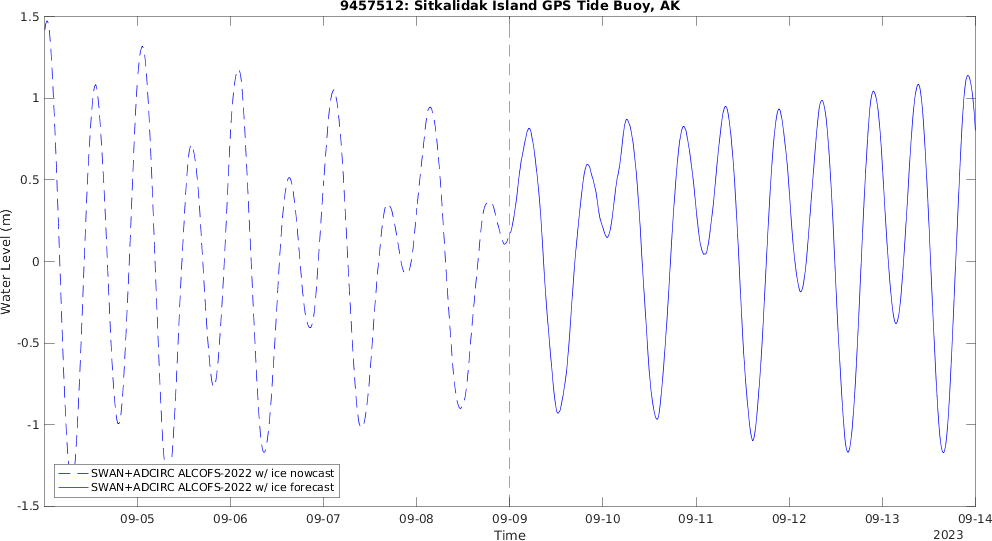 9457512: Sitkalidak Island GPS Tide Buoy, AK
1.5
1
0.5
0
-0.5
-1
-1.5
Water Level (m)
SWAN+ADCIRC ALCOFS-2022 w/ ice nowcast
SWAN+ADCIRC ALCOFS-2022 w/ ice forecast
09-05 09-06 09-07 09-08 09-09 09-10 09-11 09-12 09-13 09-14
Time
2023